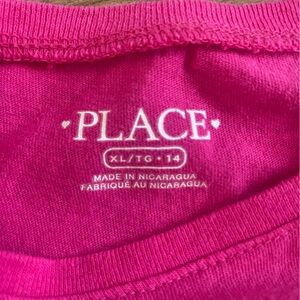 ♥PLACE♥
XL/TG • 14
MADE IN NICARAGUA
FABRIQUÉ AU NICARAGUA